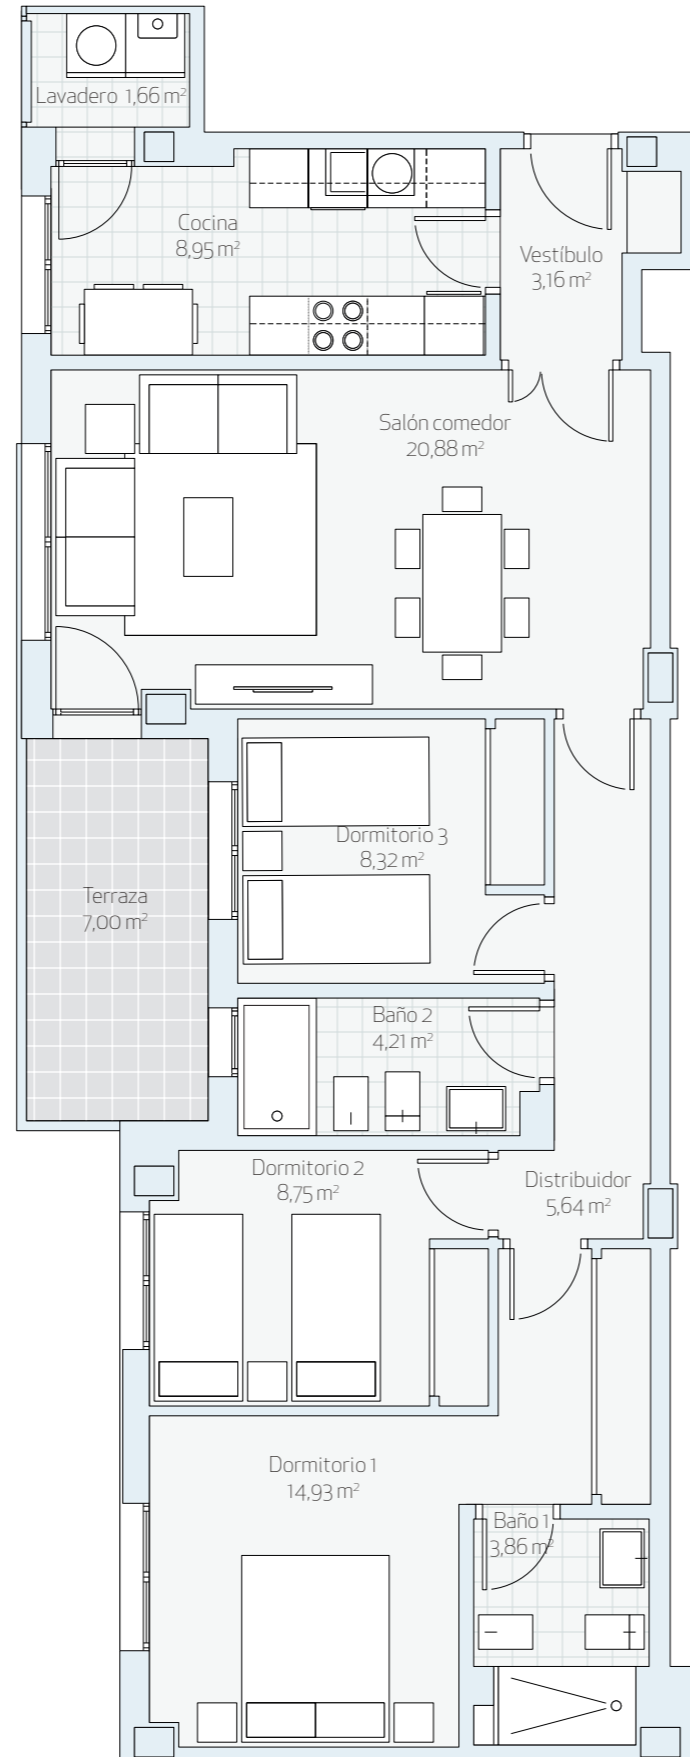 Lavadero 1,66 m²
Cocina
8,95 m²
Vestíbulo
3,16 m²
Salón comedor
20,88 m²
Dormitorio 3
8,32 m²
Terraza
7,00 m²
Baño 2
4,21 m²
Dormitorio 2
8,75 m²
Distribuidor
5,64 m²
Dormitorio 1
14,93 m²
Baño 1
3,86 m²